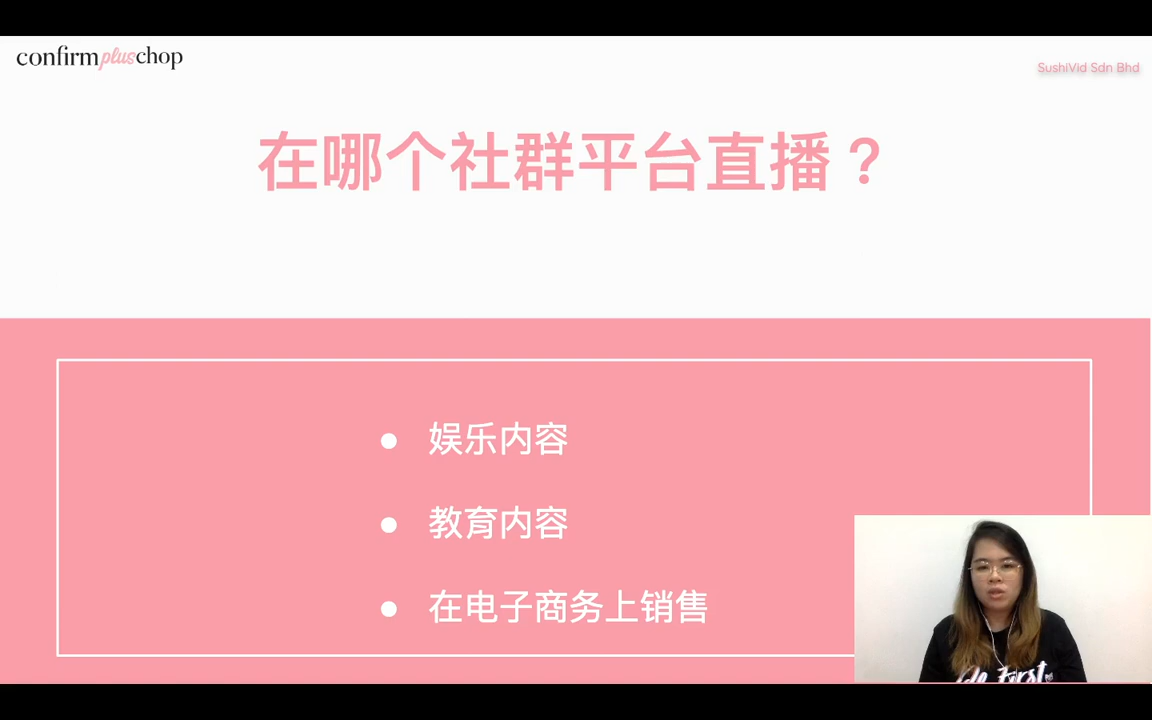 confirmpluschop
SushiVid Sdn Bhd
在哪个社群平台直播？
娱乐内容
教育内容
在电子商务上销售
First